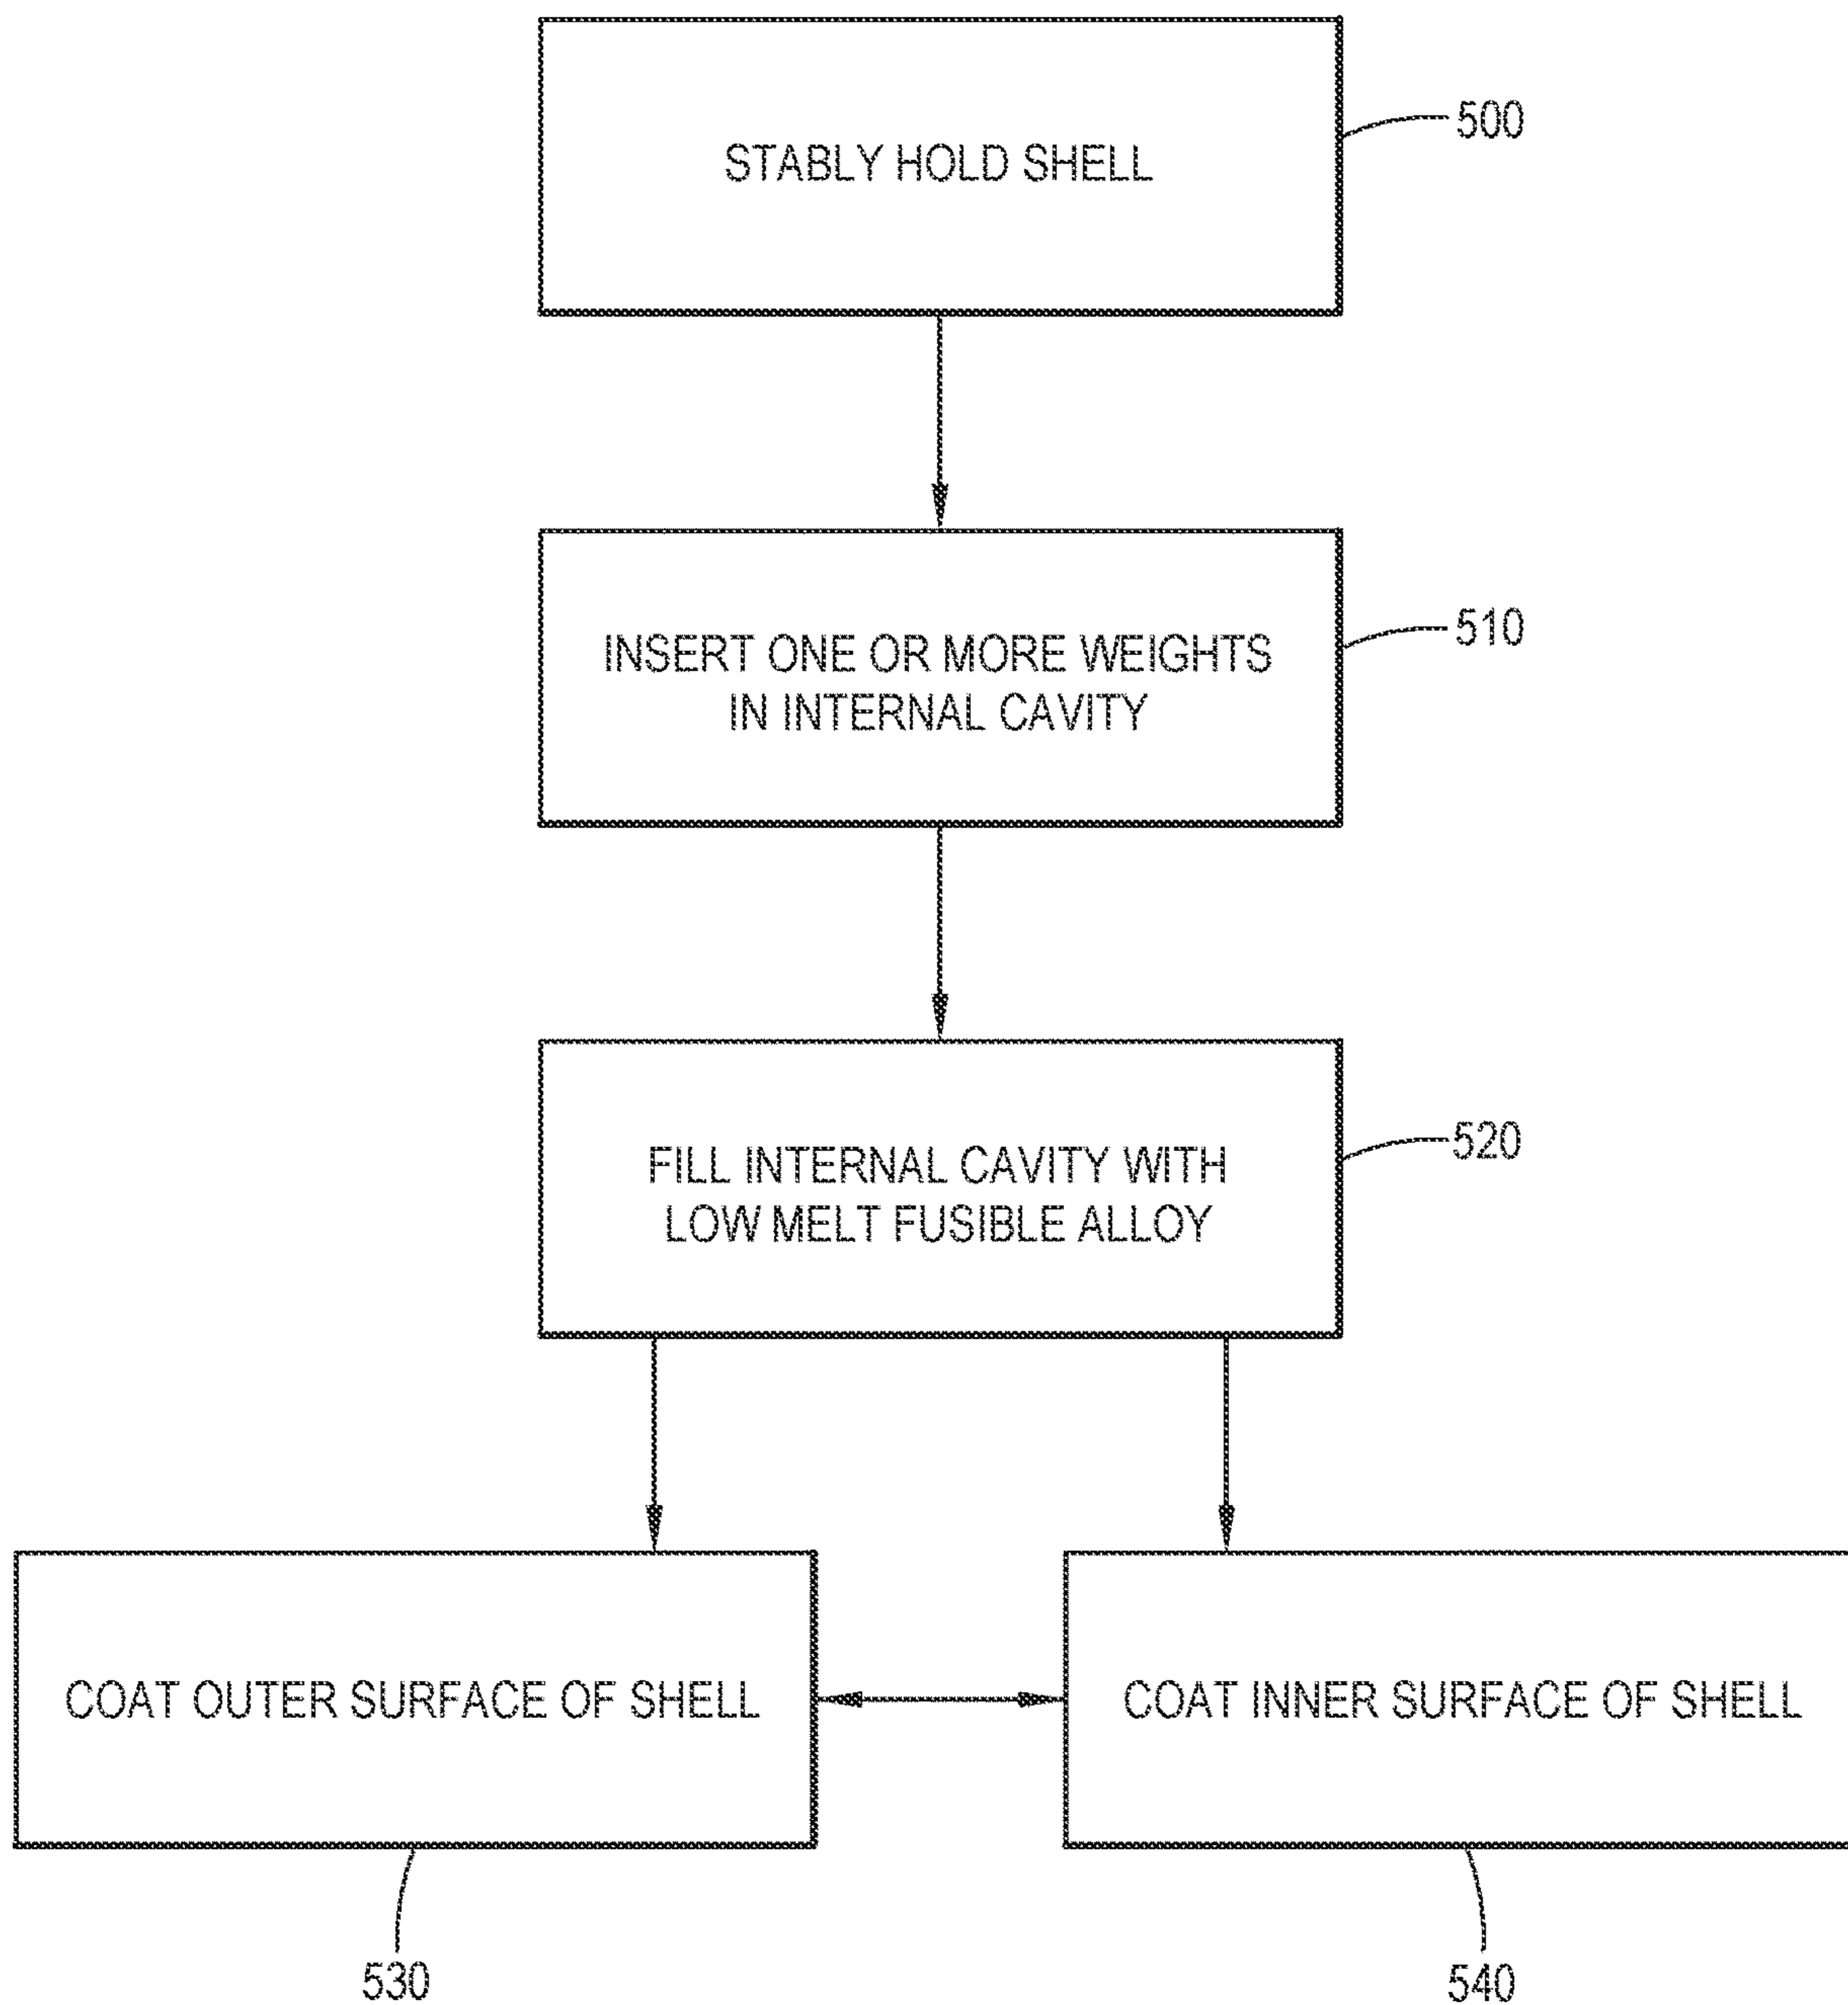 STABLY HOLD SHELL
500
INSERT ONE OR MORE WEIGHTS
IN INTERNAL CAVITY
510
FILL INTERNAL CAVITY WITH
LOW MELT FUSIBLE ALLOY
520
COAT OUTER SURFACE OF SHELL
COAT INNER SURFACE OF SHELL
530
540